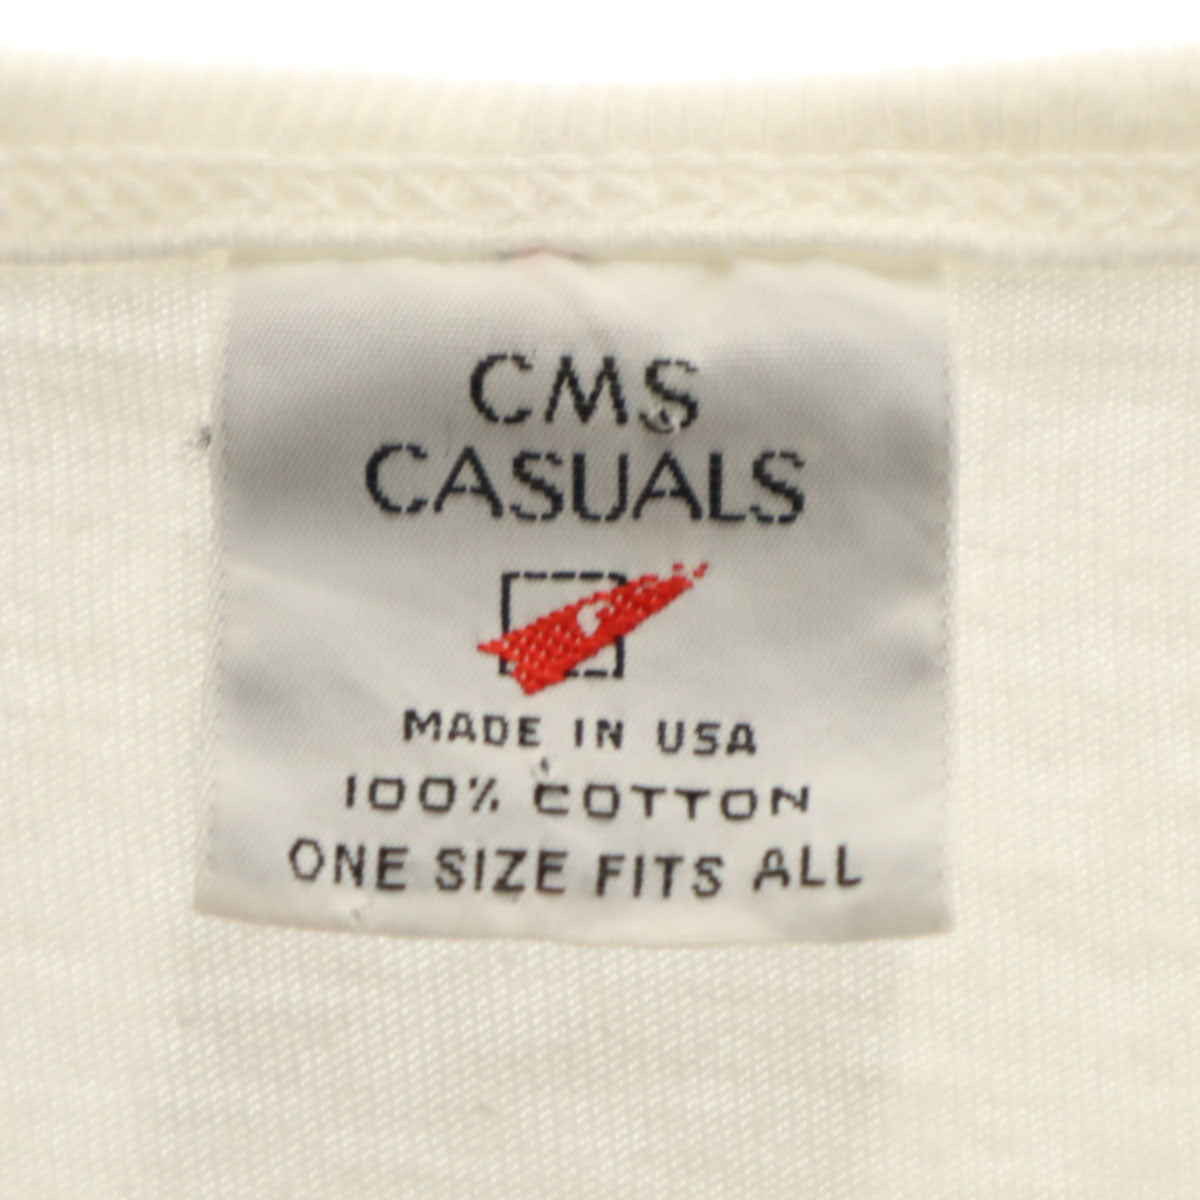 CMS
CASUALS
MADE IN USA
100% COTTON
ONE SIZE FITS ALL